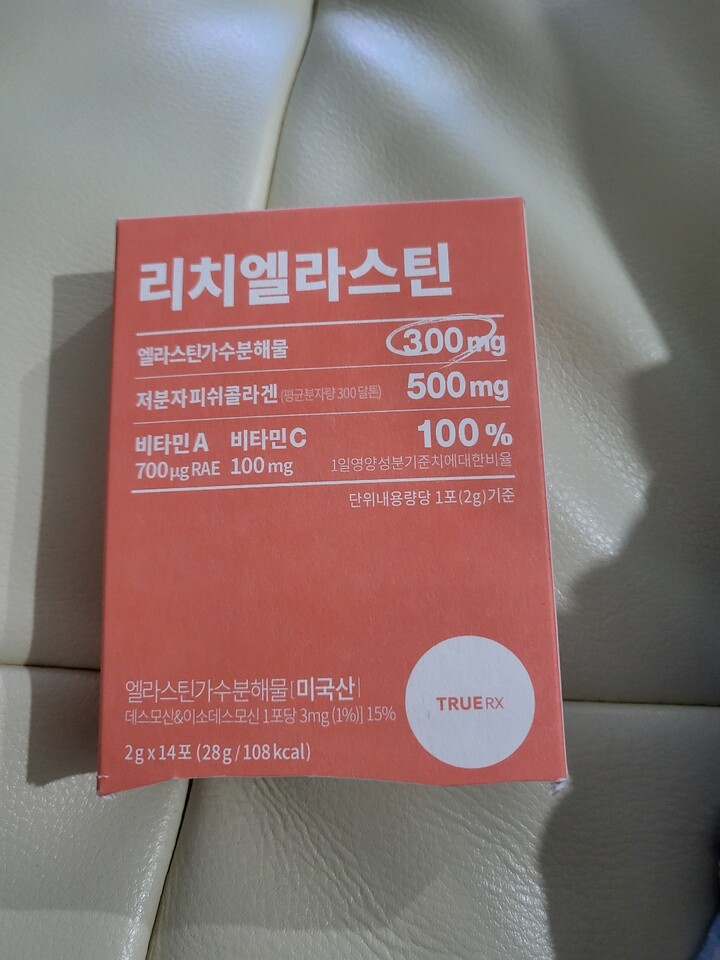 리치엘라스틴
엘라스틴가수분해물 300mg
저분자피쉬콜라겐(평균분자량 300달톤) 500mg
비타민A 비타민C 100%
700μg RAE 100mg 1일영양성분기준치에대한비율
단위내용량당 1포(2g)기준
엘라스틴가수분해물[미국산|
데스모신&이소데스모신 1포당 3mg(1%)] 15%
TRUERX
2g x 14포 (28g/108kcal)